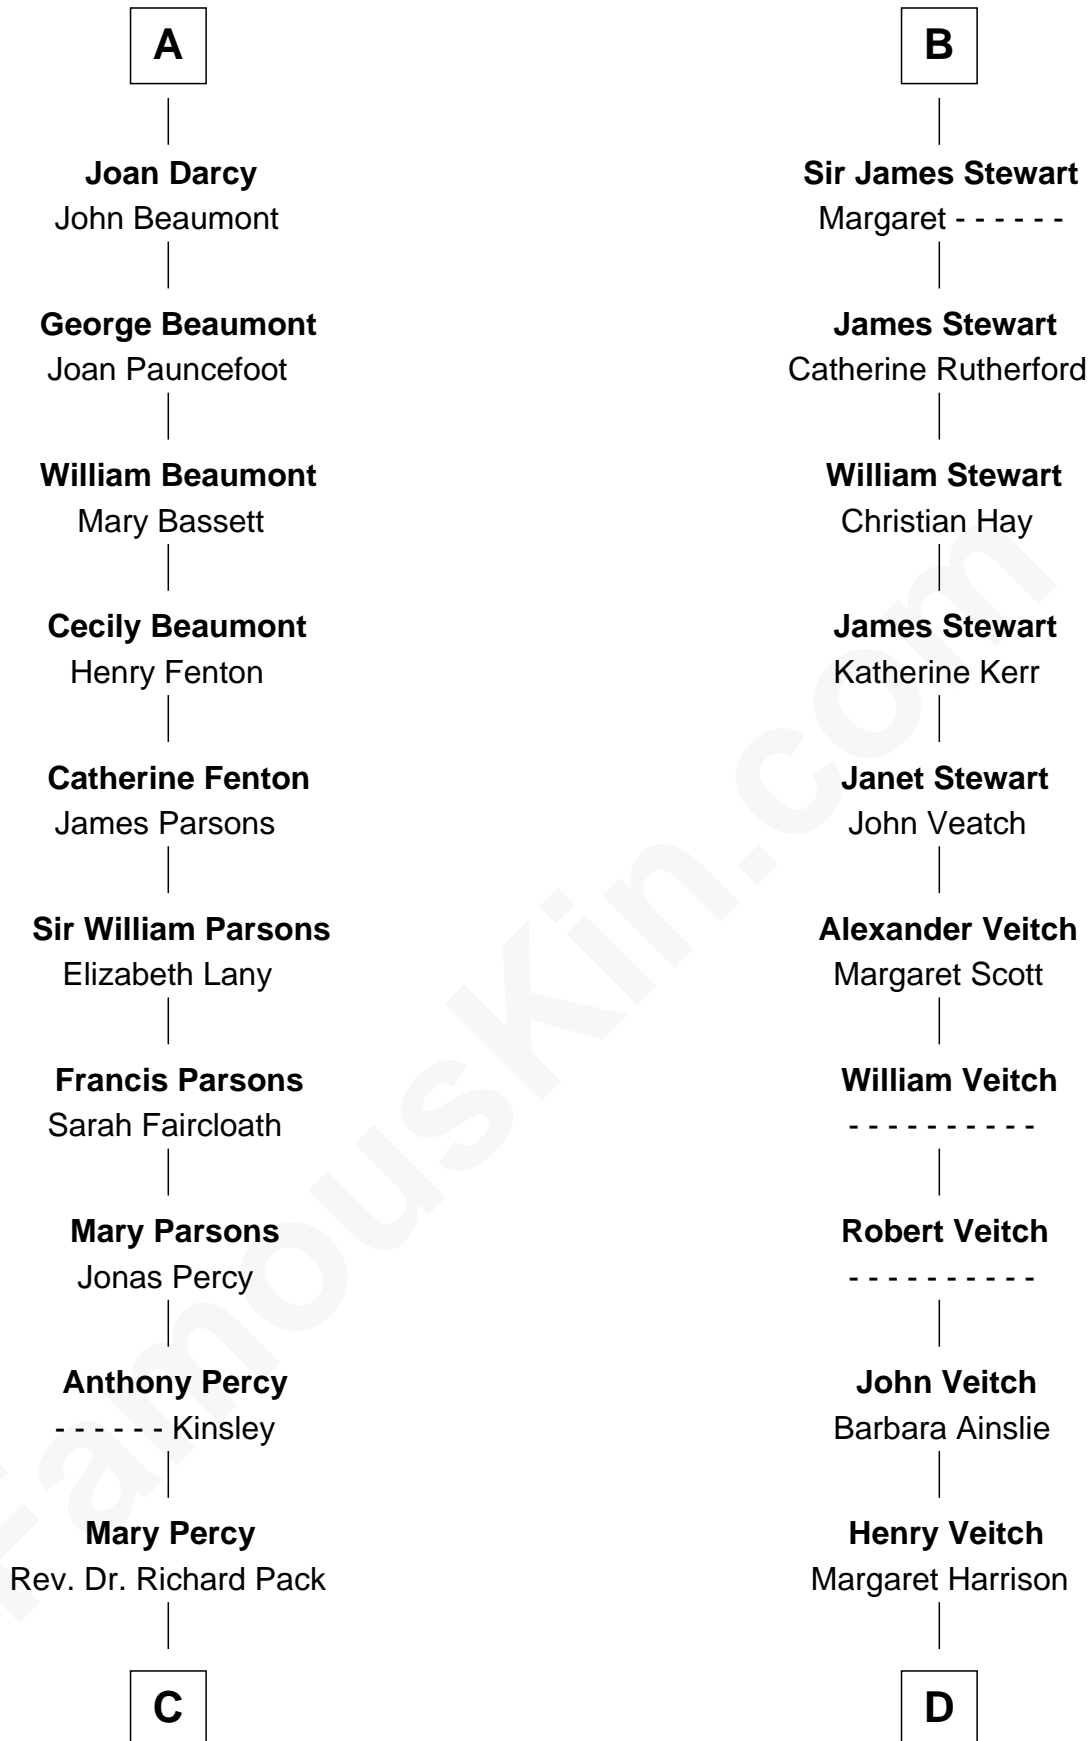 A
Joan Darcy
John Beaumont
George Beaumont
Joan Pauncefoot
William Beaumont
Mary Bassett
Cecily Beaumont
Henry Fenton
Catherine Fenton
James Parsons
Sir William Parsons
Elizabeth Lany
Francis Parsons
Sarah Faircloath
Mary Parsons
Jonas Percy
Anthony Percy
- - - - - - Kinsley
Mary Percy
Rev. Dr. Richard Pack
C
B
Sir James Stewart
Margaret - - - - - -
James Stewart
Catherine Rutherford
William Stewart
Christian Hay
James Stewart
Katherine Kerr
Janet Stewart
John Veatch
Alexander Veitch
Margaret Scott
William Veitch
- - - - - - - - - -
Robert Veitch
- - - - - - - - - -
John Veitch
Barbara Ainslie
Henry Veitch
Margaret Harrison
D
FamousKin.com